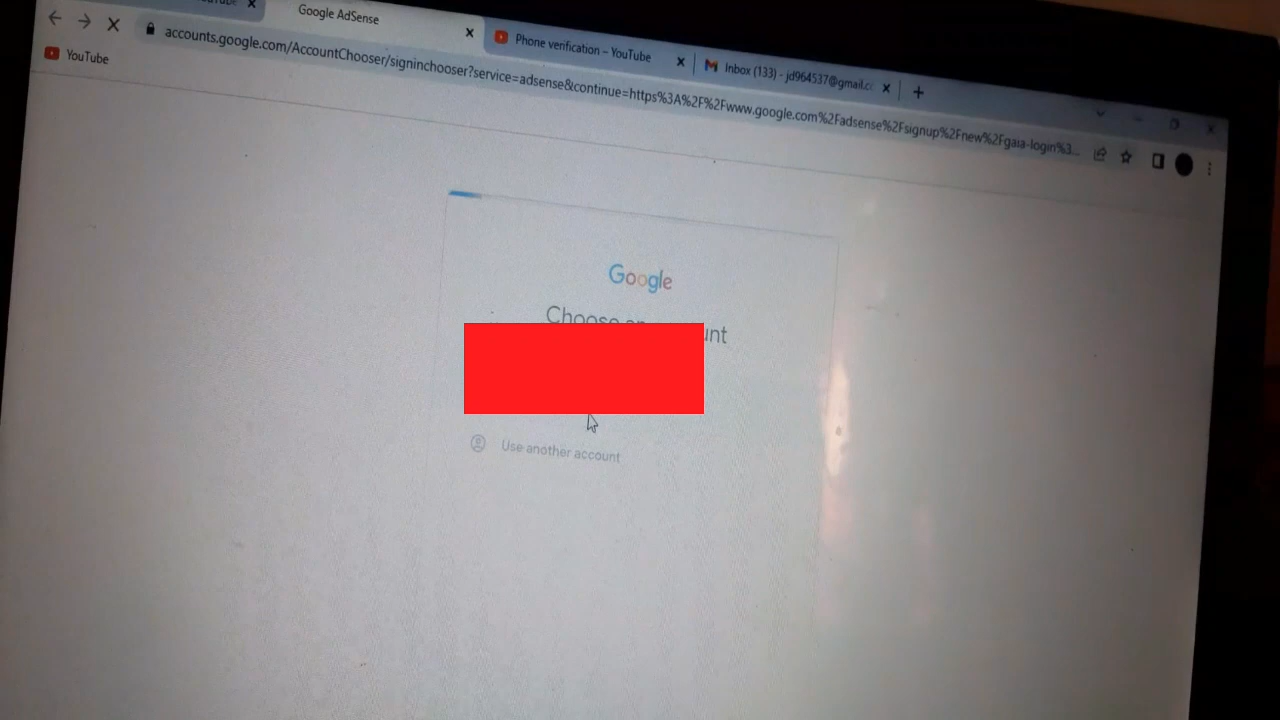 Google AdSense
Phone verification – YouTube
Inbox (133) - jd964537@gmail.c
accounts.google.com/AccountChooser/signinchooser?service=adsense&continue=https%3A%2F%2Fwww.google.com%2Fadsense%2Fsignup%2Fnew%2Fgaia-login%3...
YouTube
Google
Choose
Use another account